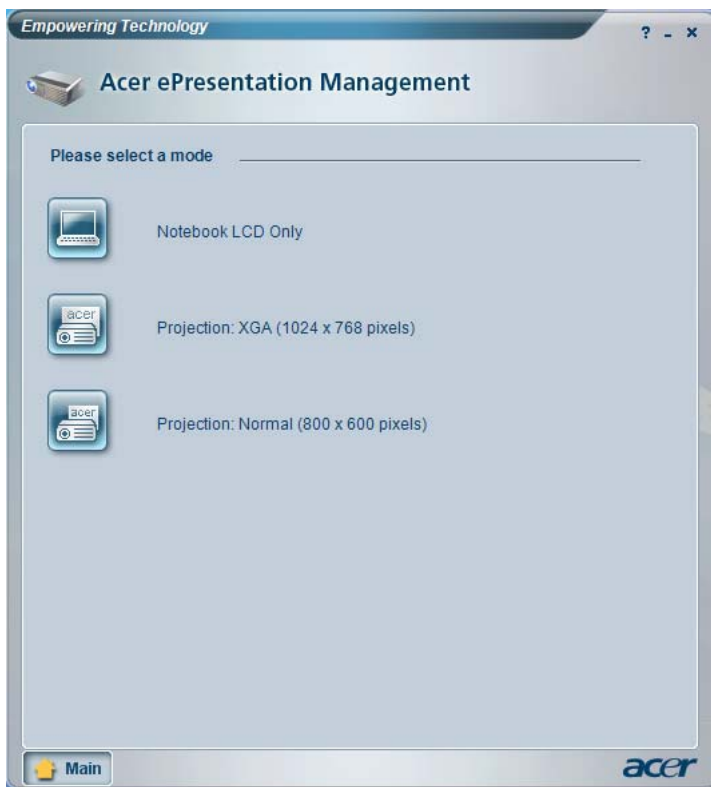 Empowering Technology
? - ×
Acer ePresentation Management
Please select a mode
Notebook LCD Only
acer
Projection: XGA (1024 x 768 pixels)
acer
Projection: Normal (800 x 600 pixels)
Main
acer